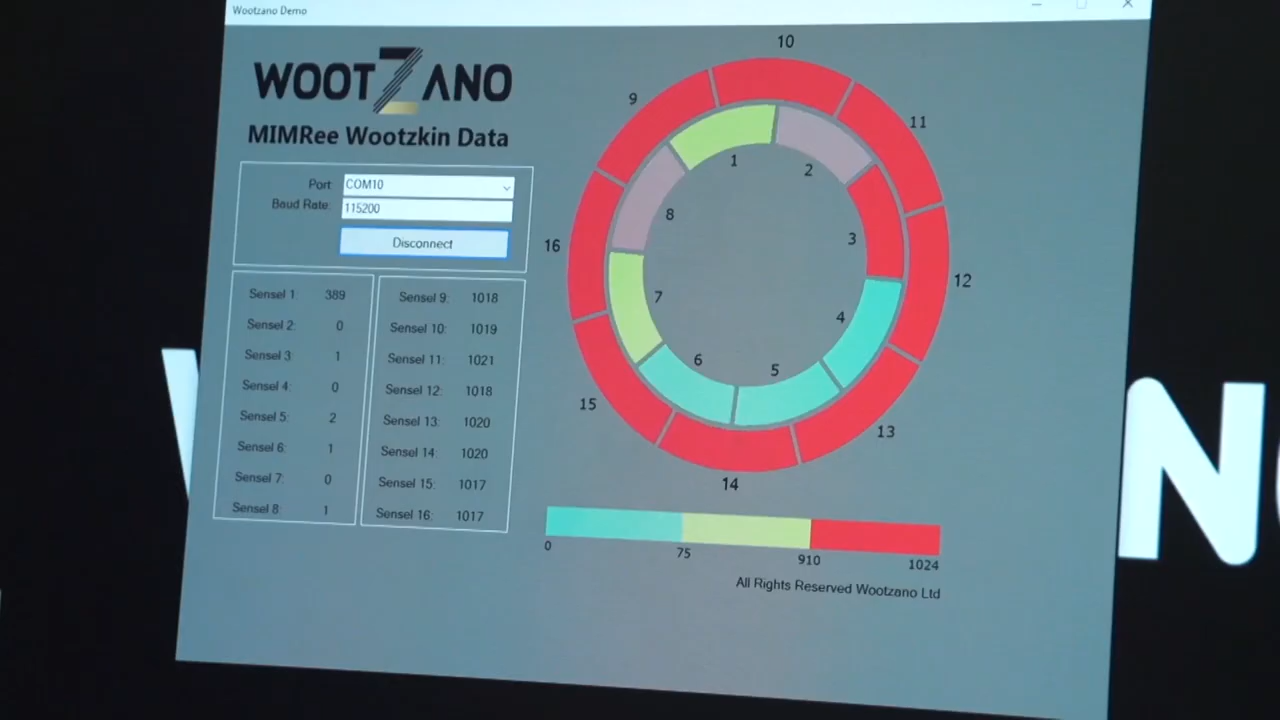 Wootzano Demo
WOOTZANO
MIMRee Wootzkin Data
Port: COM10
Baud Rate: 115200
Disconnect
Sensel 1: 389
Sensel 2: 0
Sensel 3: 1
Sensel 4: 0
Sensel 5: 2
Sensel 6: 1
Sensel 7: 0
Sensel 8: 1
Sensel 9: 1018
Sensel 10: 1019
Sensel 11: 1021
Sensel 12: 1018
Sensel 13: 1020
Sensel 14: 1020
Sensel 15: 1017
Sensel 16: 1017
10
9
11
1
2
8
3
16
12
7
4
6
5
15
13
14
0 75 910 1024
All Rights Reserved Wootzano Ltd
N